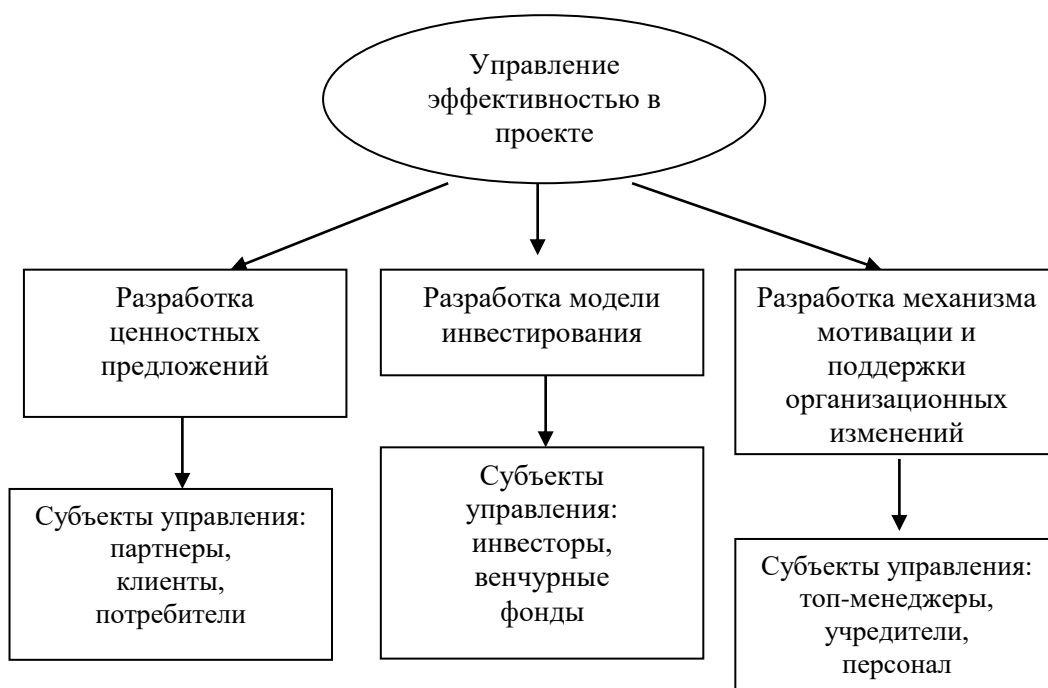 Управление
эффективностью в
проекте
Разработка
ценностных
предложений
Разработка модели
инвестирования
Разработка механизма
мотивации и
поддержки
организационных
изменений
Субъекты управления:
партнеры,
клиенты,
потребители
Субъекты
управления:
инвесторы,
венчурные
фонды
Субъекты управления:
топ-менеджеры,
учредители,
персонал